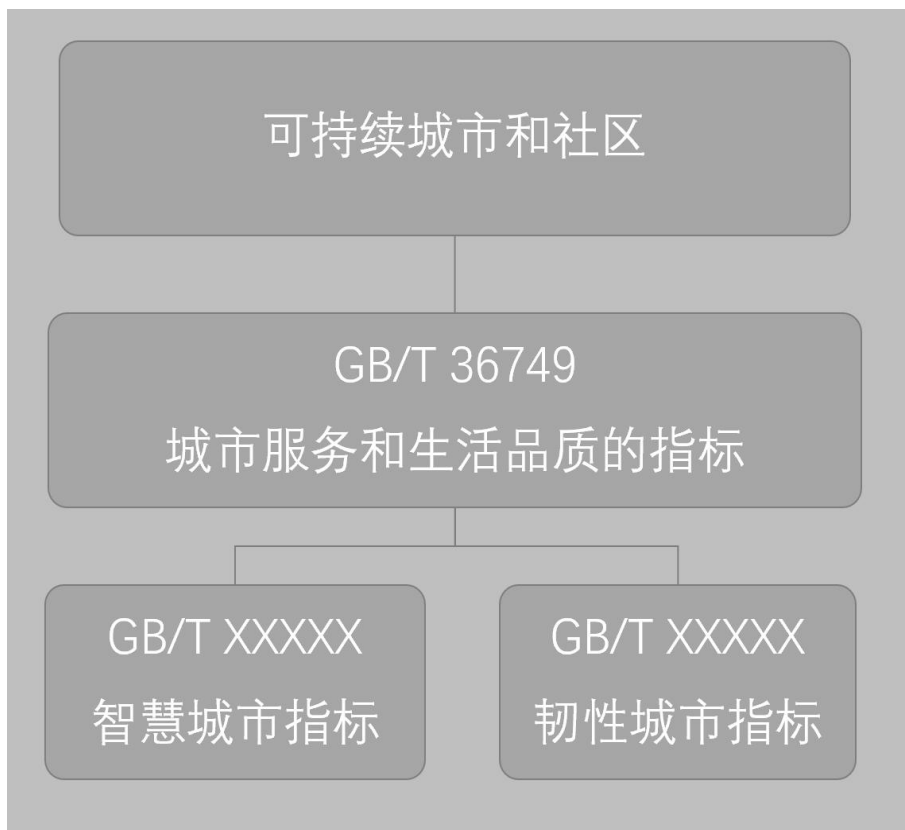 可持续城市和社区
GB/T 36749
城市服务和生活品质的指标
GB/T XXXXX
智慧城市指标
GB/T XXXXX
韧性城市指标